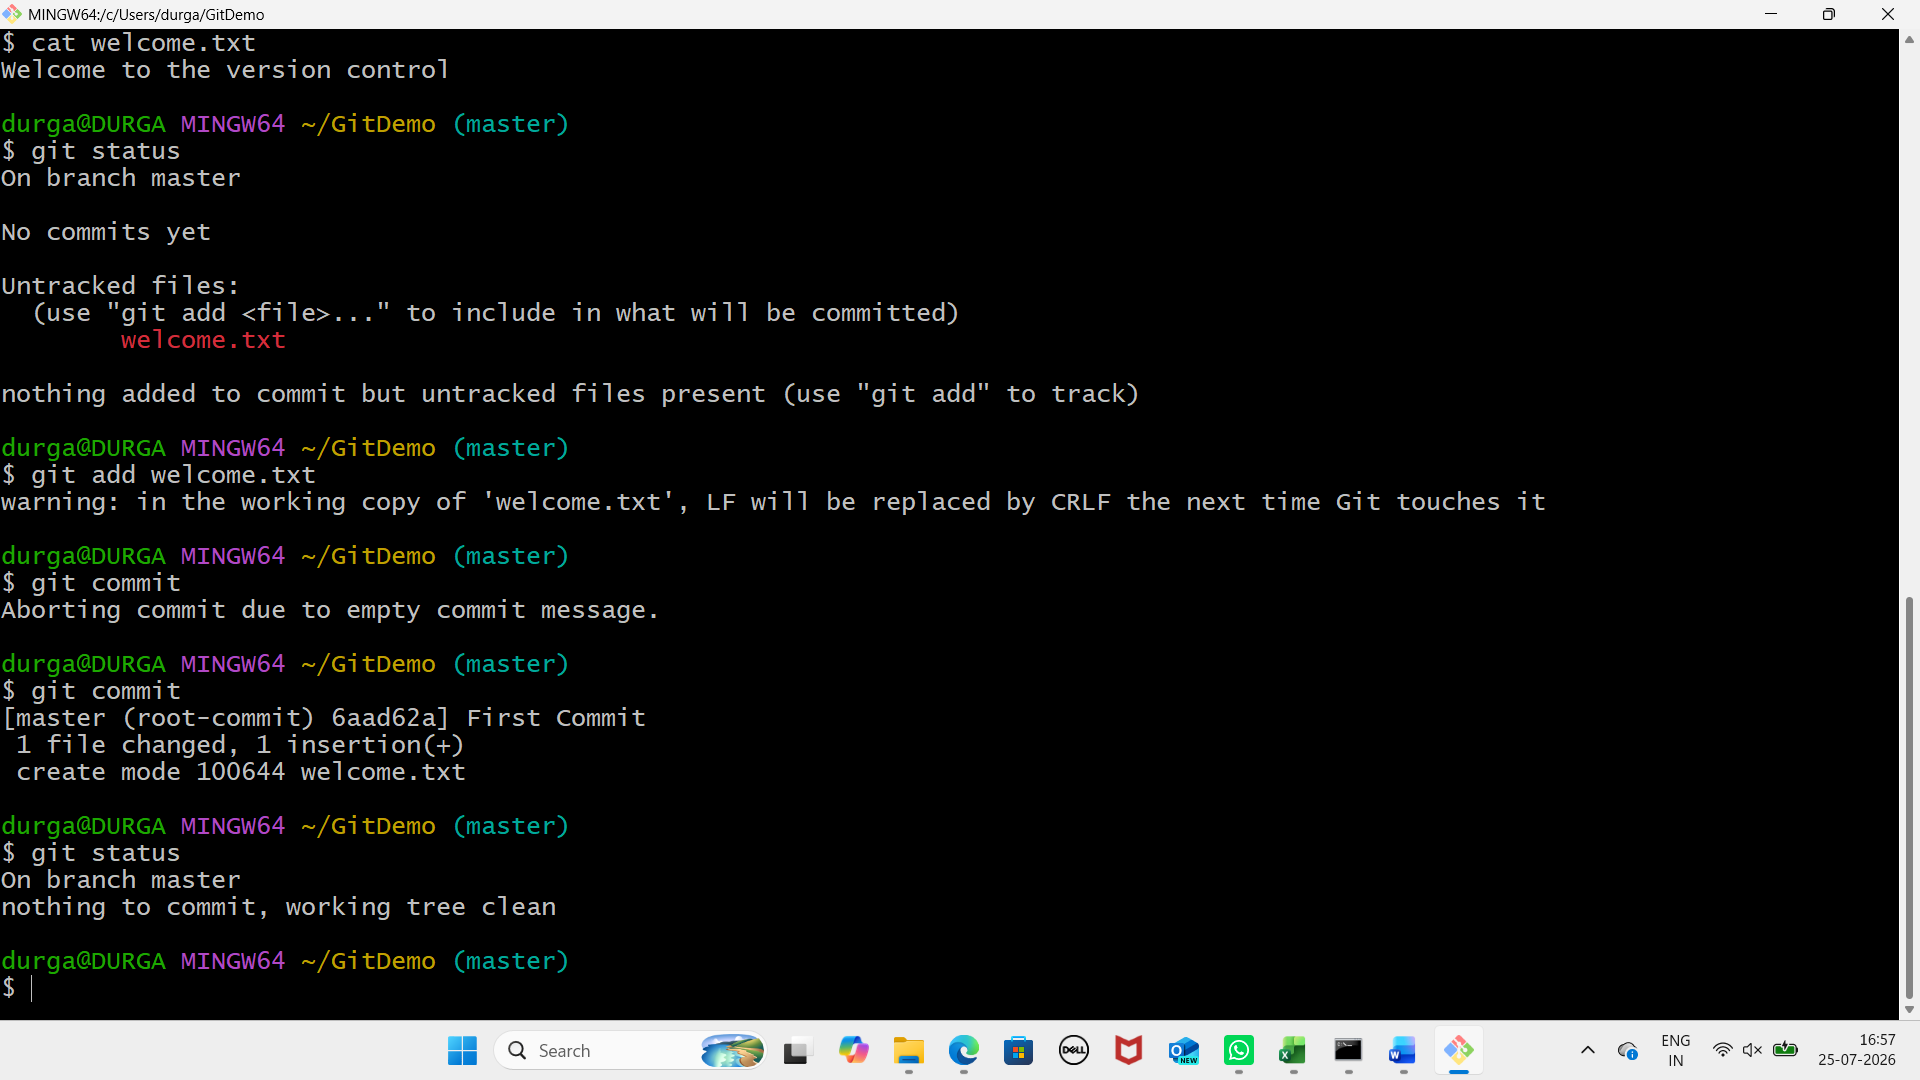 MINGW64:/c/Users/durga/GitDemo
$ cat welcome.txt
Welcome to the version control
durga@DURGA MINGW64 ~/GitDemo (master)
$ git status
On branch master
No commits yet
Untracked files:
  (use "git add <file>..." to include in what will be committed)
        welcome.txt
nothing added to commit but untracked files present (use "git add" to track)
durga@DURGA MINGW64 ~/GitDemo (master)
$ git add welcome.txt
warning: in the working copy of 'welcome.txt', LF will be replaced by CRLF the next time Git touches it
durga@DURGA MINGW64 ~/GitDemo (master)
$ git commit
Aborting commit due to empty commit message.
durga@DURGA MINGW64 ~/GitDemo (master)
$ git commit
[master (root-commit) 6aad62a] First Commit
 1 file changed, 1 insertion(+)
 create mode 100644 welcome.txt
durga@DURGA MINGW64 ~/GitDemo (master)
$ git status
On branch master
nothing to commit, working tree clean
durga@DURGA MINGW64 ~/GitDemo (master)
$
Search
DELL
NEW
ENG
IN
16:57
25-07-2026